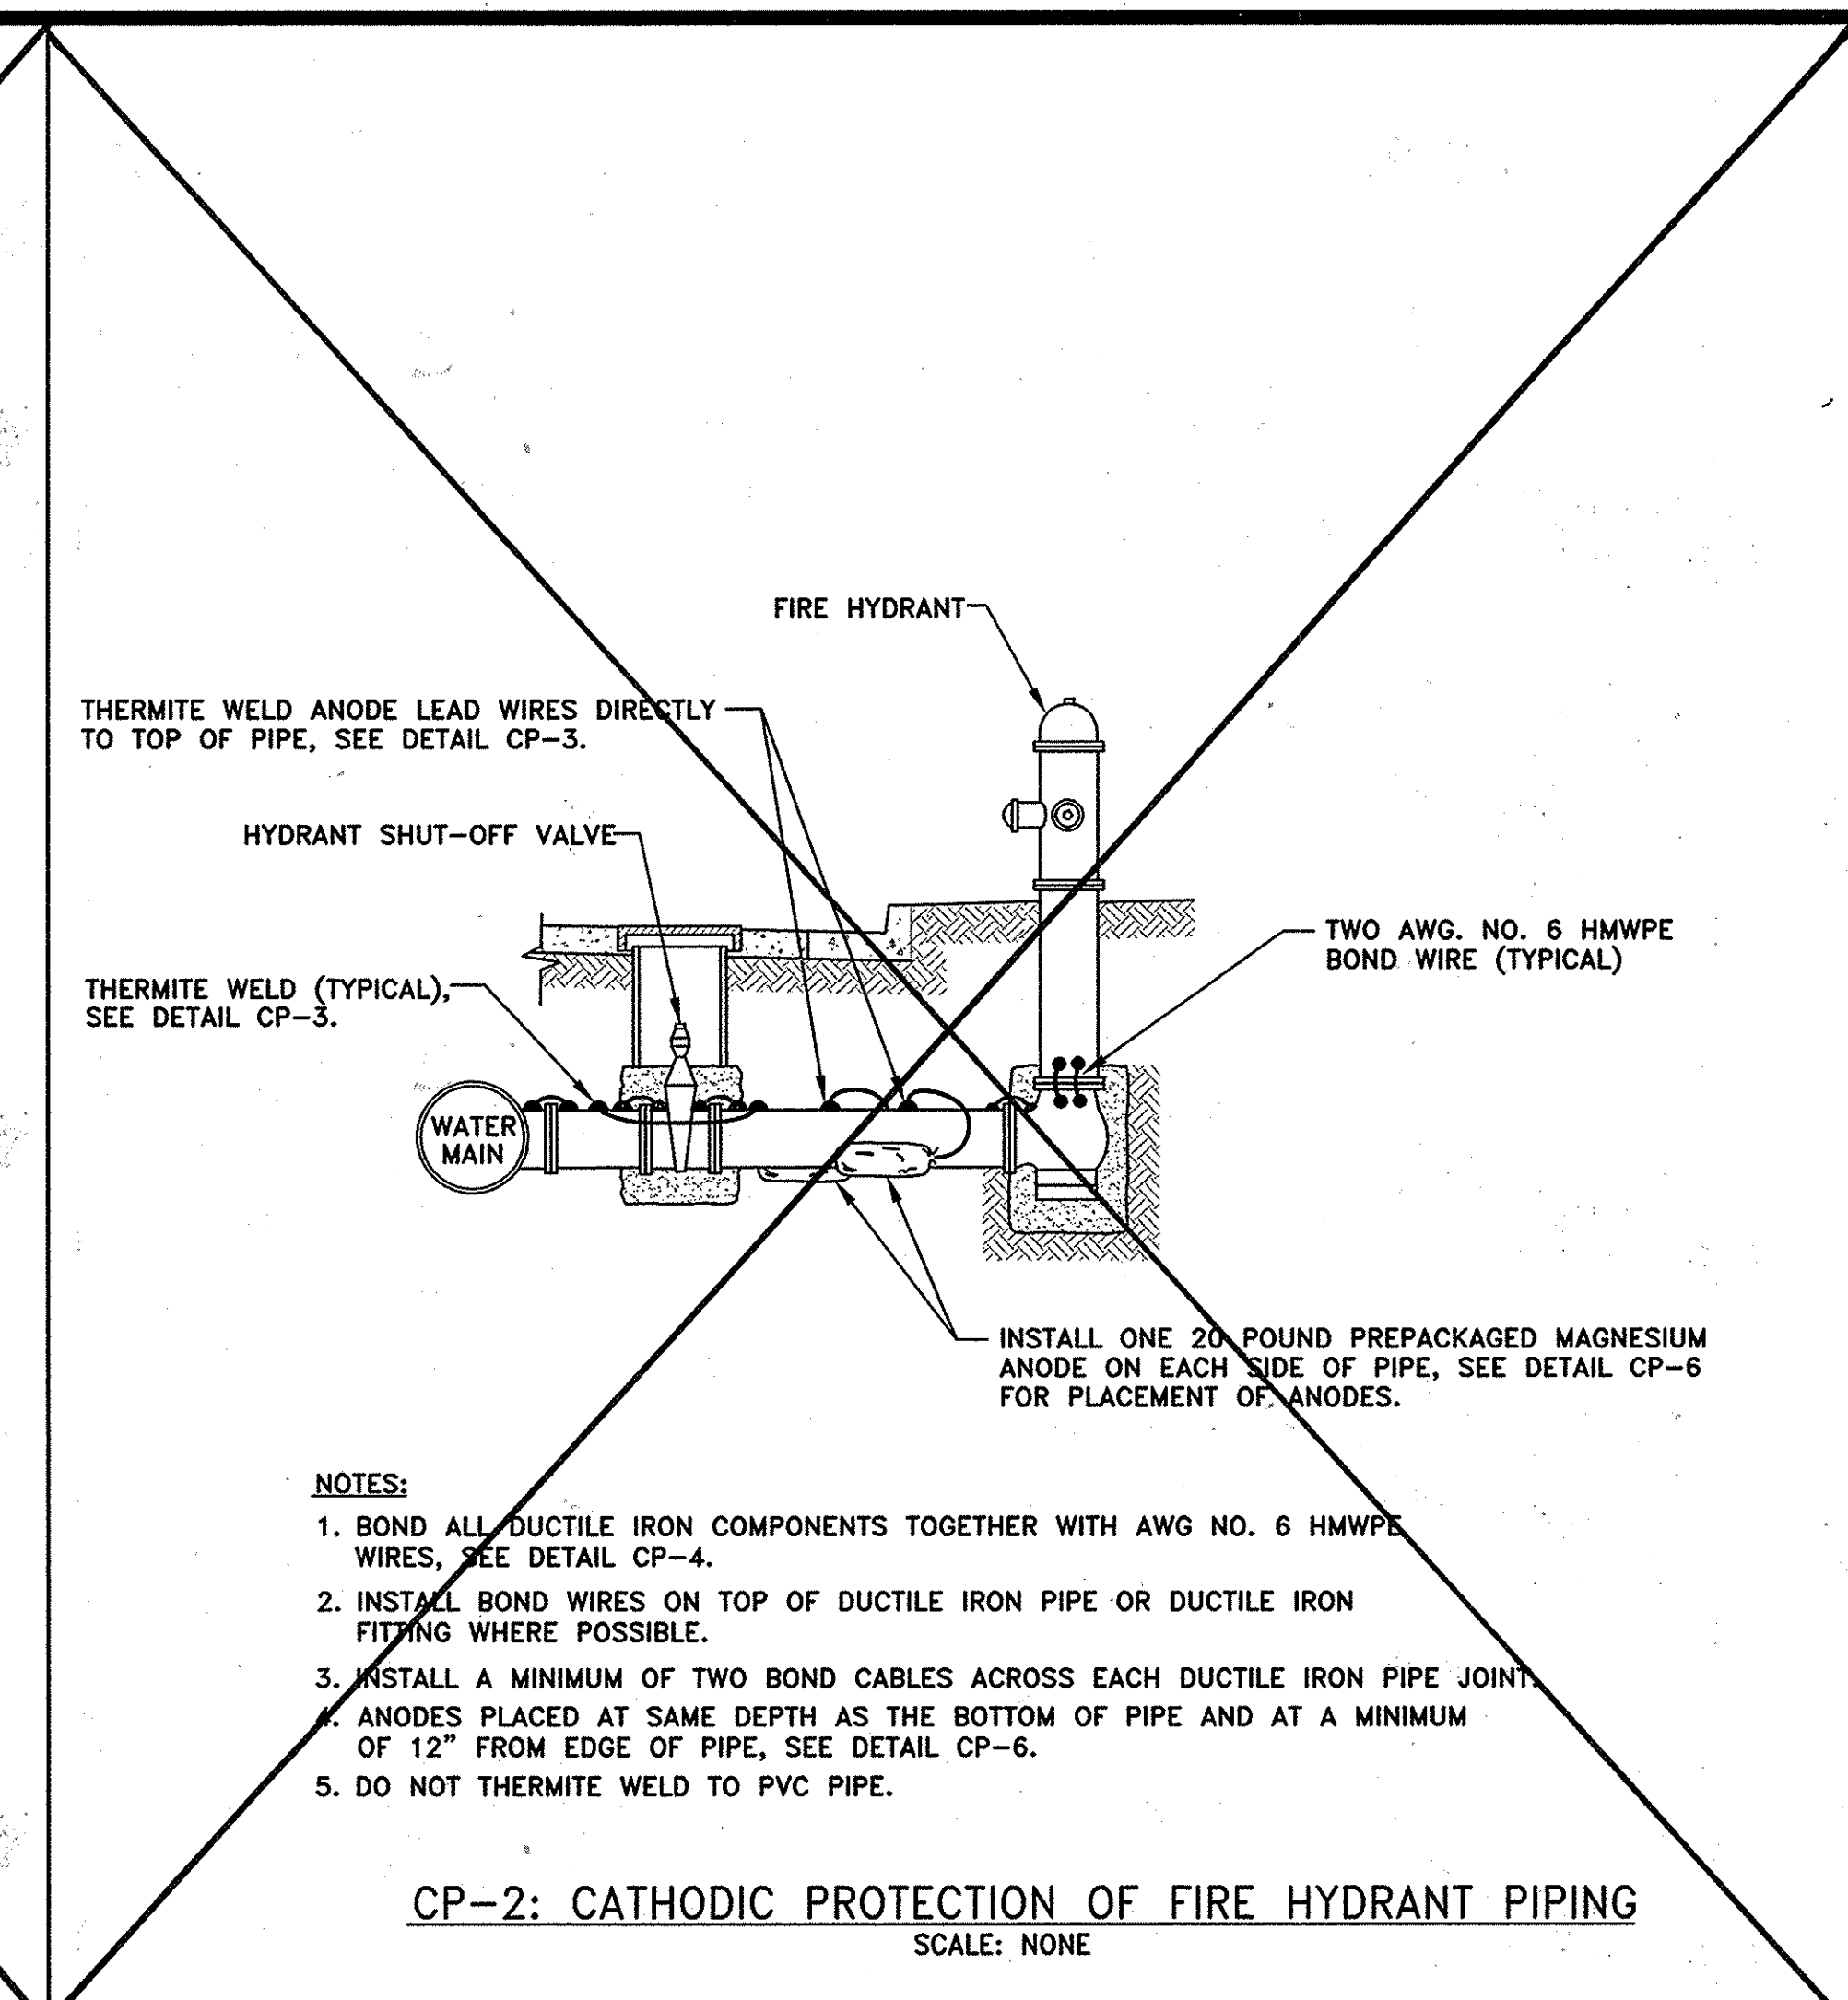 FIRE HYDRANT
THERMITE WELD ANODE LEAD WIRES DIRECTLY
TO TOP OF PIPE, SEE DETAIL CP-3.
HYDRANT SHUT-OFF VALVE
TWO AWG. NO. 6 HMWPE
BOND WIRE (TYPICAL)
THERMITE WELD (TYPICAL),
SEE DETAIL CP-3.
WATER
MAIN
INSTALL ONE 20 POUND PREPACKAGED MAGNESIUM
ANODE ON EACH SIDE OF PIPE, SEE DETAIL CP-6
FOR PLACEMENT OF ANODES.
NOTES:
1. BOND ALL DUCTILE IRON COMPONENTS TOGETHER WITH AWG NO. 6 HMWPE
WIRES, SEE DETAIL CP-4.
2. INSTALL BOND WIRES ON TOP OF DUCTILE IRON PIPE OR DUCTILE IRON
FITTING WHERE POSSIBLE.
3. INSTALL A MINIMUM OF TWO BOND CABLES ACROSS EACH DUCTILE IRON PIPE JOINT.
4. ANODES PLACED AT SAME DEPTH AS THE BOTTOM OF PIPE AND AT A MINIMUM
OF 12" FROM EDGE OF PIPE, SEE DETAIL CP-6.
5. DO NOT THERMITE WELD TO PVC PIPE.
CP-2: CATHODIC PROTECTION OF FIRE HYDRANT PIPING
SCALE: NONE